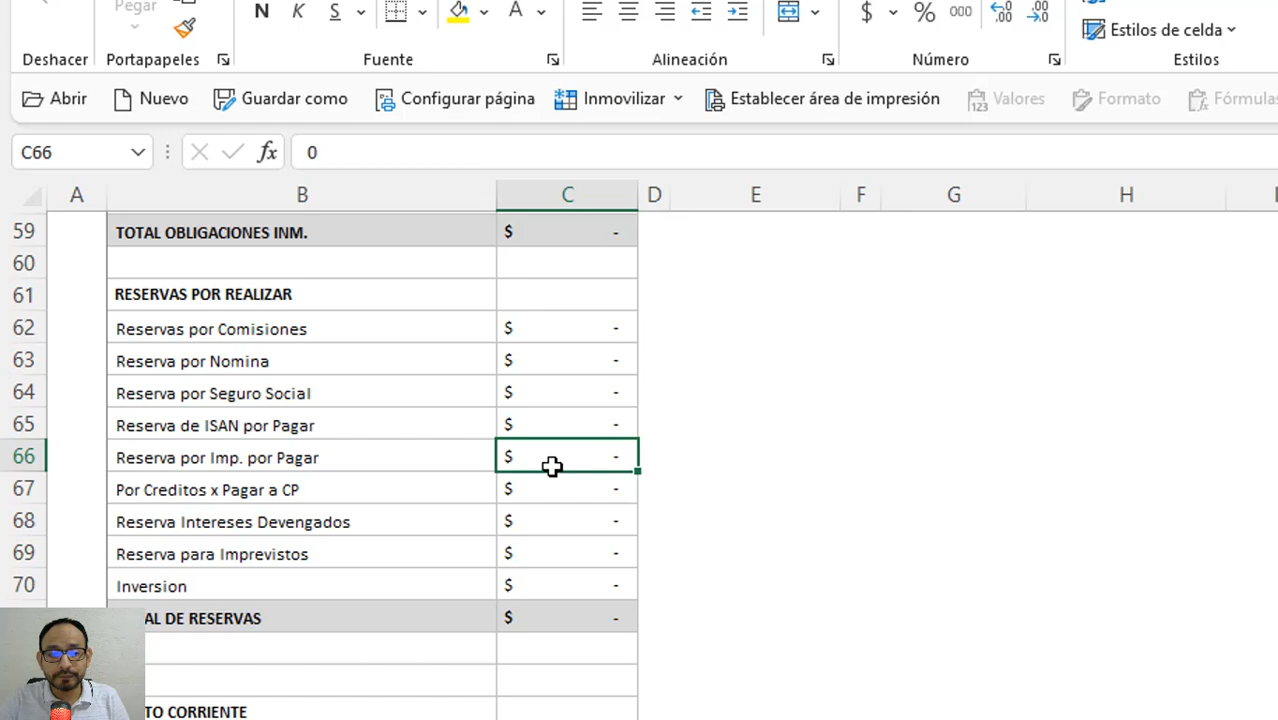 Pegar
N K S A $ % 000
Estilos de celda
Deshacer Portapapeles Fuente Alineación Número Estilos
Abrir Nuevo Guardar como Configurar página Inmovilizar Establecer área de impresión Valores Formato Fórmulas
C66 fx 0
A B C D E F G H
59 TOTAL OBLIGACIONES INM. $ -
60
61 RESERVAS POR REALIZAR
62 Reservas por Comisiones $ -
63 Reserva por Nomina $ -
64 Reserva por Seguro Social $ -
65 Reserva de ISAN por Pagar $ -
66 Reserva por Imp. por Pagar $ -
67 Por Creditos x Pagar a CP $ -
68 Reserva Intereses Devengados $ -
69 Reserva para Imprevistos $ -
70 Inversion $ -
AL DE RESERVAS $ -
TO CORRIENTE